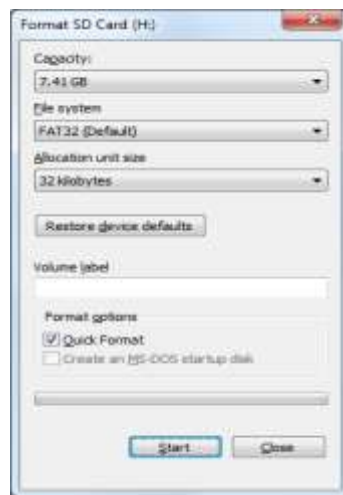 Format SD Card (H:)
Capacity:
7.41 GB
File system
FAT32 (Default)
Allocation unit size
32 kilobytes
Restore device defaults
Volume label
Format options
Quick Format
Create an MS-DOS startup disk
Start Close